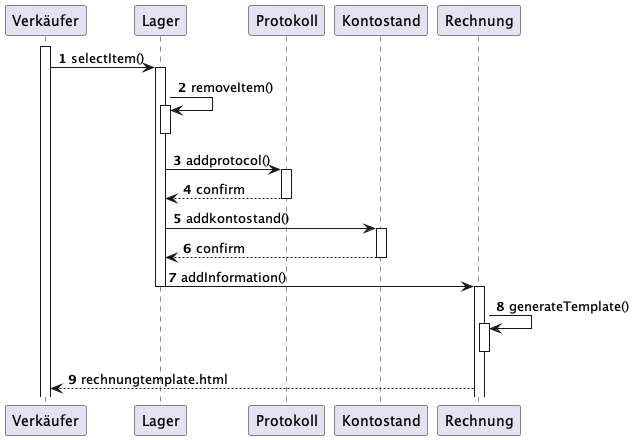 Verkäufer Lager Protokoll Kontostand Rechnung
1 selectItem()
2 removeItem()
3 addprotocol()
4 confirm
5 addkontostand()
6 confirm
7 addInformation()
8 generateTemplate()
9 rechnungtemplate.html
Verkäufer Lager Protokoll Kontostand Rechnung